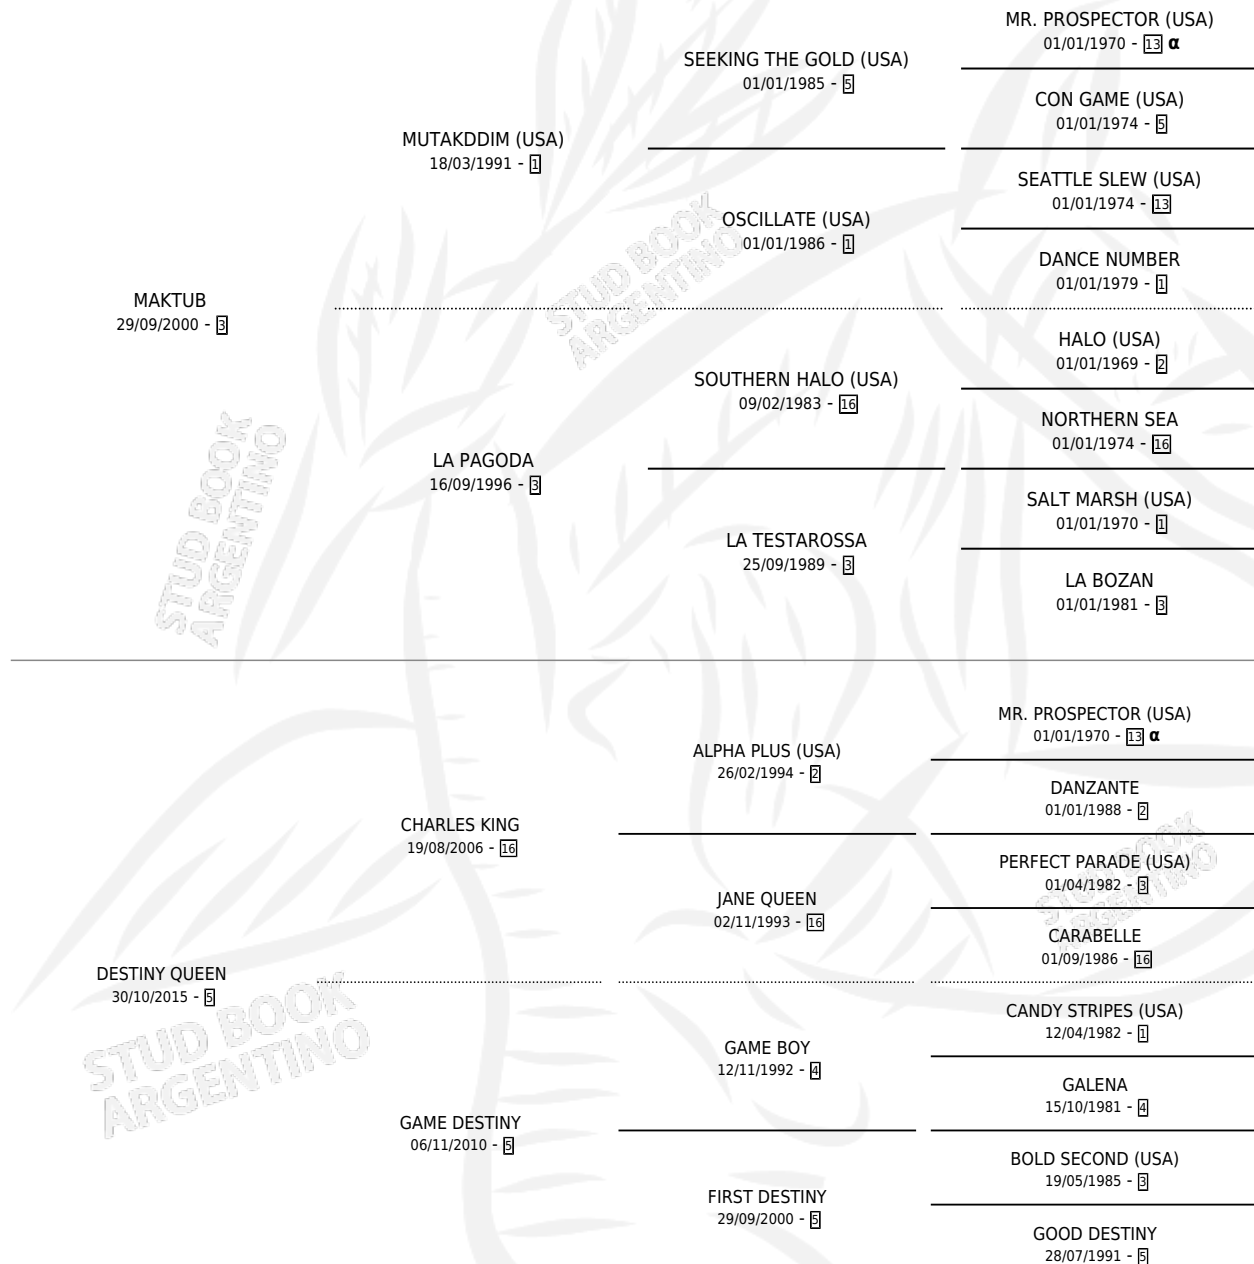 MR. PROSPECTOR (USA)
01/01/1970 - 13 α
SEEKING THE GOLD (USA)
01/01/1985 - 5
CON GAME (USA)
01/01/1974 - 5
MUTAKDDIM (USA)
18/03/1991 - 1
SEATTLE SLEW (USA)
01/01/1974 - 13
OSCILLATE (USA)
01/01/1986 - 1
DANCE NUMBER
01/01/1979 - 1
MAKTUB
29/09/2000 - 3
HALO (USA)
01/01/1969 - 2
SOUTHERN HALO (USA)
09/02/1983 - 16
NORTHERN SEA
01/01/1974 - 16
LA PAGODA
16/09/1996 - 3
SALT MARSH (USA)
01/01/1970 - 1
LA TESTAROSSA
25/09/1989 - 3
LA BOZAN
01/01/1981 - 3
MR. PROSPECTOR (USA)
01/01/1970 - 13 α
ALPHA PLUS (USA)
26/02/1994 - 2
DANZANTE
01/01/1988 - 2
CHARLES KING
19/08/2006 - 16
PERFECT PARADE (USA)
01/04/1982 - 3
JANE QUEEN
02/11/1993 - 16
CARABELLE
01/09/1986 - 16
DESTINY QUEEN
30/10/2015 - 5
CANDY STRIPES (USA)
12/04/1982 - 1
GAME BOY
12/11/1992 - 4
GALENA
15/10/1981 - 4
GAME DESTINY
06/11/2010 - 5
BOLD SECOND (USA)
19/05/1985 - 3
FIRST DESTINY
29/09/2000 - 5
GOOD DESTINY
28/07/1991 - 5
STUD BOOK
ARGENTINO
STUD BOOK
ARGENTINO
STUD BOOK
ARGENTINO
STUD BOOK
ARGENTINO